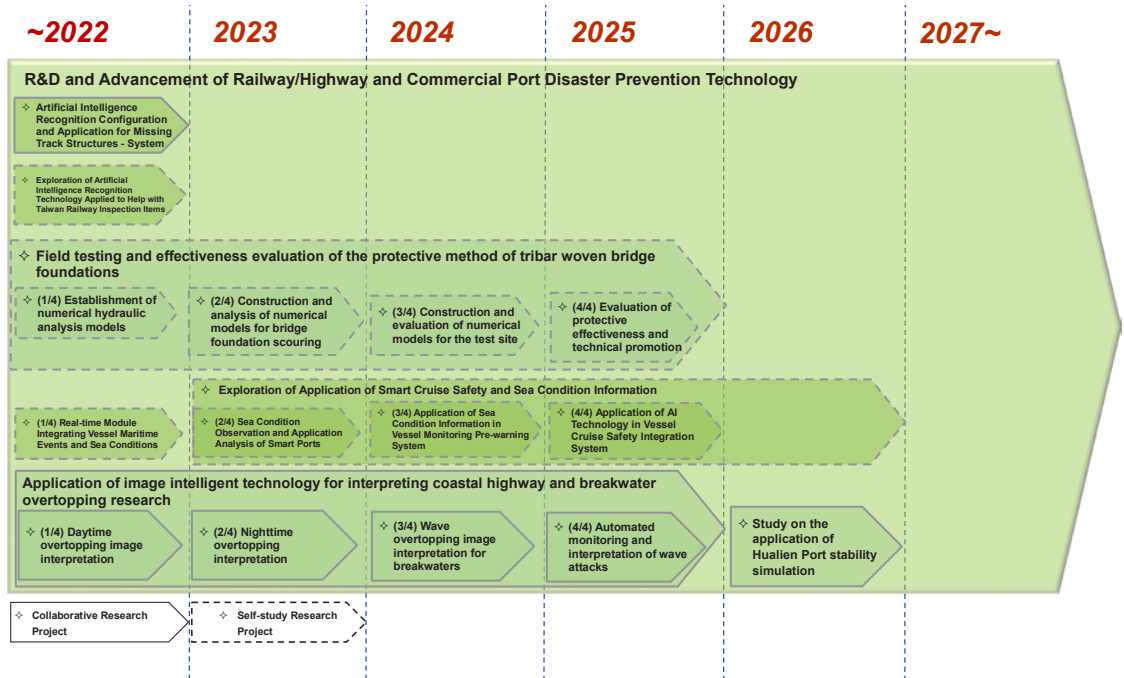 ~2022 2023 2024 2025 2026 2027~
R&D and Advancement of Railway/Highway and Commercial Port Disaster Prevention Technology
✧ Artificial Intelligence
Recognition Configuration
and Application for Missing
Track Structures - System
✧ Exploration of Artificial
Intelligence Recognition
Technology Applied to Help with
Taiwan Railway Inspection Items
✧ Field testing and effectiveness evaluation of the protective method of tribar woven bridge
foundations
✧ (1/4) Establishment of
numerical hydraulic
analysis models
✧ (2/4) Construction and
analysis of numerical
models for bridge
foundation scouring
✧ (3/4) Construction and
evaluation of numerical
models for the test site
✧ (4/4) Evaluation of
protective
effectiveness and
technical promotion
✧ Exploration of Application of Smart Cruise Safety and Sea Condition Information
✧ (1/4) Real-time Module
Integrating Vessel Maritime
Events and Sea Conditions
✧ (2/4) Sea Condition
Observation and Application
Analysis of Smart Ports
✧ (3/4) Application of Sea
Condition Information in
Vessel Monitoring Pre-warning
System
✧ (4/4) Application of AI
Technology in Vessel
Cruise Safety Integration
System
Application of image intelligent technology for interpreting coastal highway and breakwater
overtopping research
✧ (1/4) Daytime
overtopping image
interpretation
✧ (2/4) Nighttime
overtopping
interpretation
✧ (3/4) Wave
overtopping image
interpretation for
breakwaters
✧ (4/4) Automated
monitoring and
interpretation of wave
attacks
✧ Study on the
application of
Hualien Port stability
simulation
✧ Collaborative Research
Project
✧ Self-study Research
Project